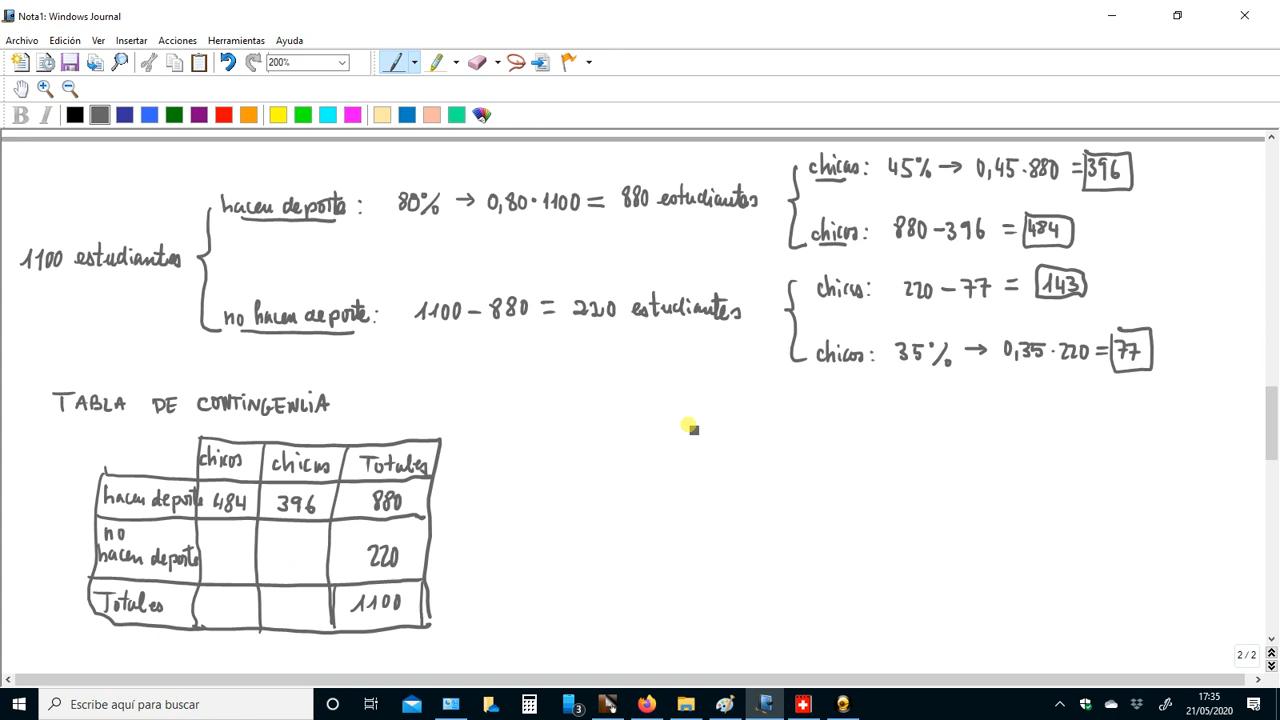 Nota1: Windows Journal
Archivo Edición Ver Insertar Acciones Herramientas Ayuda
200%
B I
1100 estudiantes
hacen deporte: 80% → 0,80·1100 = 880 estudiantes
chicas: 45% → 0,45·880 = 396
chicos: 880 - 396 = 484
no hacen deporte: 1100 - 880 = 220 estudiantes
chicas: 220 - 77 = 143
chicos: 35% → 0,35·220 = 77
TABLA DE CONTINGENCIA
chicos chicas Totales
hacen deporte 484 396 880
no
hacen deporte 220
Totales 1100
2 / 2
Escribe aquí para buscar
3
17:35
21/05/2020